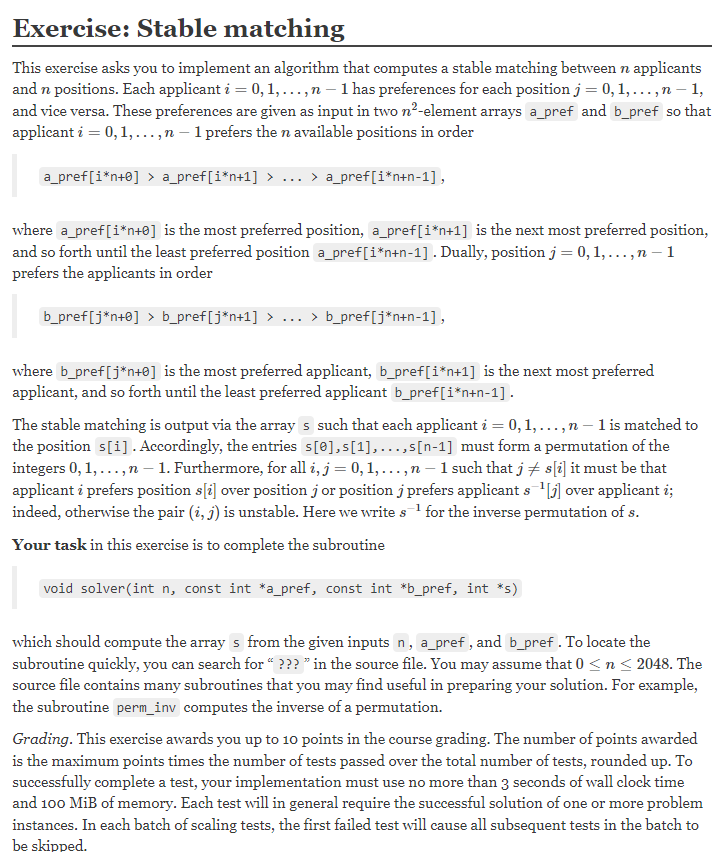 Exercise: Stable matching
This exercise asks you to implement an algorithm that computes a stable matching between n applicants
and n positions. Each applicant i = 0, 1, . . . , n − 1 has preferences for each position j = 0, 1, . . . , n − 1,
and vice versa. These preferences are given as input in two n²-element arrays a_pref and b_pref so that
applicant i = 0, 1, . . . , n − 1 prefers the n available positions in order
a_pref[i*n+0] > a_pref[i*n+1] > ... > a_pref[i*n+n-1],
where a_pref[i*n+0] is the most preferred position, a_pref[i*n+1] is the next most preferred position,
and so forth until the least preferred position a_pref[i*n+n-1]. Dually, position j = 0, 1, . . . , n − 1
prefers the applicants in order
b_pref[j*n+0] > b_pref[j*n+1] > ... > b_pref[j*n+n-1],
where b_pref[j*n+0] is the most preferred applicant, b_pref[i*n+1] is the next most preferred
applicant, and so forth until the least preferred applicant b_pref[i*n+n-1].
The stable matching is output via the array s such that each applicant i = 0, 1, . . . , n − 1 is matched to
the position s[i]. Accordingly, the entries s[0],s[1],...,s[n-1] must form a permutation of the
integers 0, 1, . . . , n − 1. Furthermore, for all i, j = 0, 1, . . . , n − 1 such that j ≠ s[i] it must be that
applicant i prefers position s[i] over position j or position j prefers applicant s⁻¹[j] over applicant i;
indeed, otherwise the pair (i, j) is unstable. Here we write s⁻¹ for the inverse permutation of s.
Your task in this exercise is to complete the subroutine
void solver(int n, const int *a_pref, const int *b_pref, int *s)
which should compute the array s from the given inputs n, a_pref, and b_pref. To locate the
subroutine quickly, you can search for “ ??? ” in the source file. You may assume that 0 ≤ n ≤ 2048. The
source file contains many subroutines that you may find useful in preparing your solution. For example,
the subroutine perm_inv computes the inverse of a permutation.
Grading. This exercise awards you up to 10 points in the course grading. The number of points awarded
is the maximum points times the number of tests passed over the total number of tests, rounded up. To
successfully complete a test, your implementation must use no more than 3 seconds of wall clock time
and 100 MiB of memory. Each test will in general require the successful solution of one or more problem
instances. In each batch of scaling tests, the first failed test will cause all subsequent tests in the batch to
be skipped.